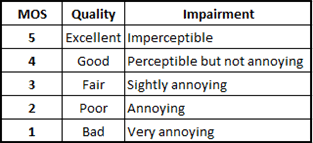 MOS Quality Impairment
5 Excellent Imperceptible
4 Good Perceptible but not annoying
3 Fair Sightly annoying
2 Poor Annoying
1 Bad Very annoying